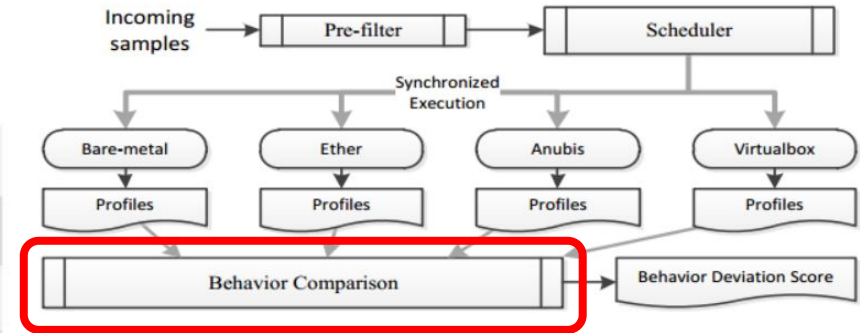 Incoming
samples
Pre-filter
Scheduler
Synchronized
Execution
Bare-metal
Ether
Anubis
Virtualbox
Profiles
Profiles
Profiles
Profiles
Behavior Comparison
Behavior Deviation Score